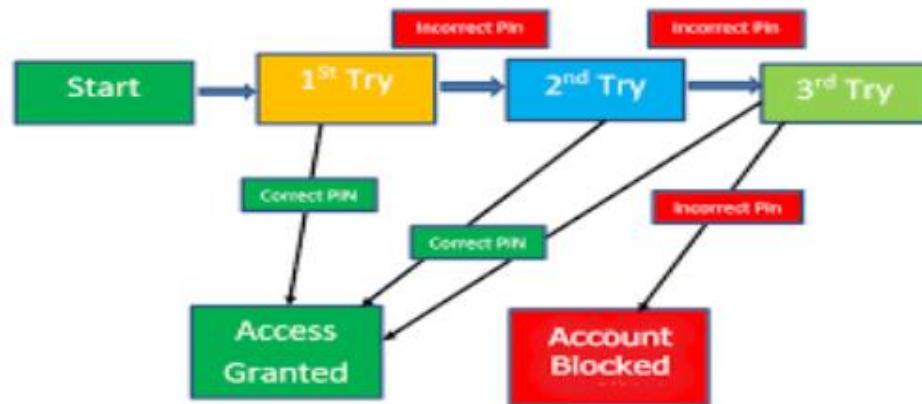 Incorrect Pin
Incorrect Pin
Start
1St Try
2nd Try
3rd Try
Correct PIN
Incorrect Pin
Correct PIN
Access
Granted
Account
Blocked